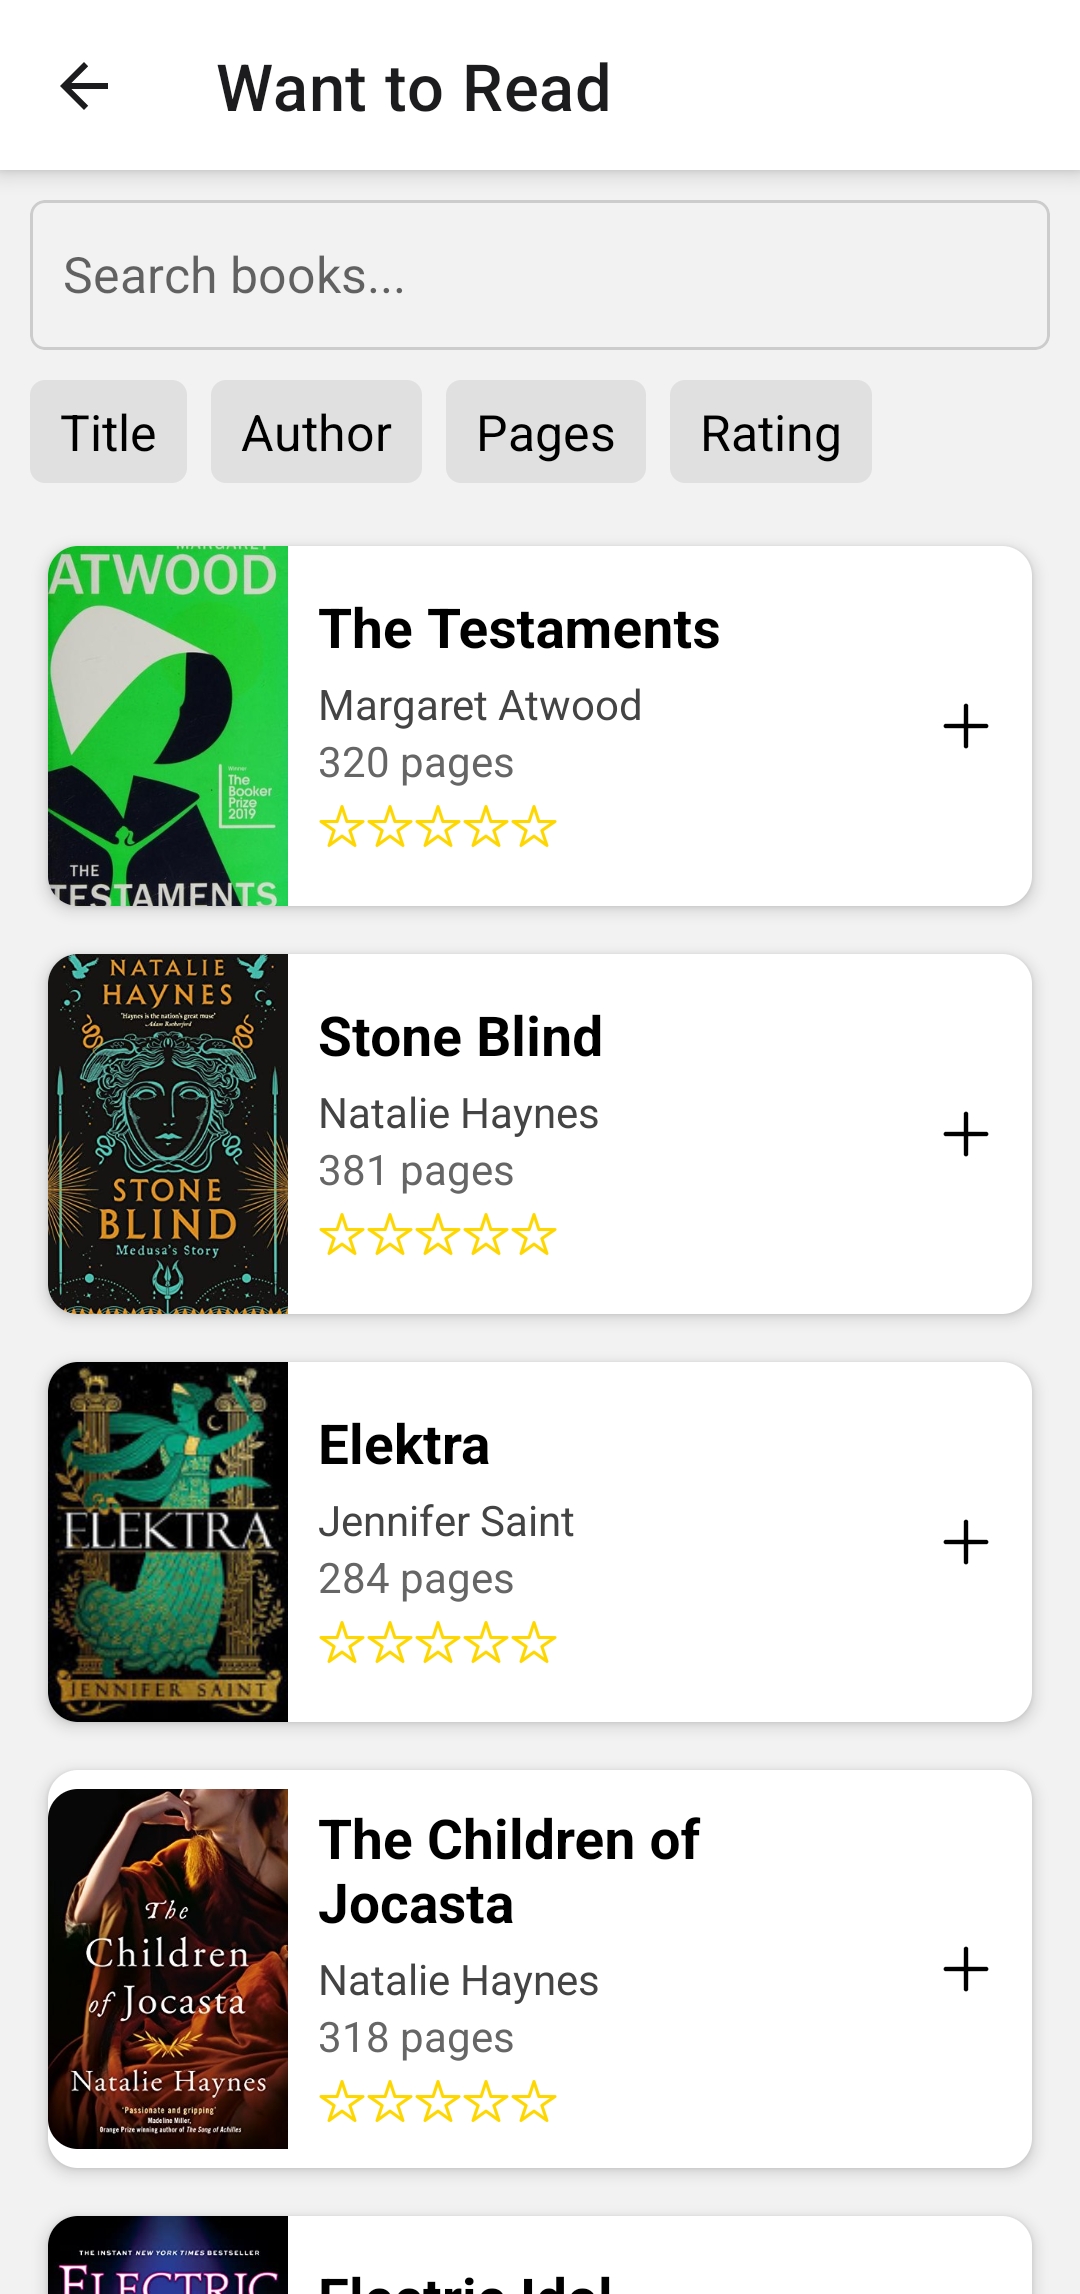 Want to Read
Search books...
Title Author Pages Rating
ATWOOD
The
Booker
Prize
2019
THE
TESTAMENTS
The Testaments
Margaret Atwood
320 pages
NATALIE
HAYNES
'Haynes is the nation's great muse'
Adam Rutherford
STONE
BLIND
Medusa's Story
Stone Blind
Natalie Haynes
381 pages
ELEKTRA
JENNIFER SAINT
Elektra
Jennifer Saint
284 pages
The
Children
of Jocasta
Natalie Haynes
'Passionate and gripping'
Madeline Miller,
Orange Prize winning author of The Song of Achilles
The Children of
Jocasta
Natalie Haynes
318 pages
THE INSTANT NEW YORK TIMES BESTSELLER
ELECTRIC
Electric Idol